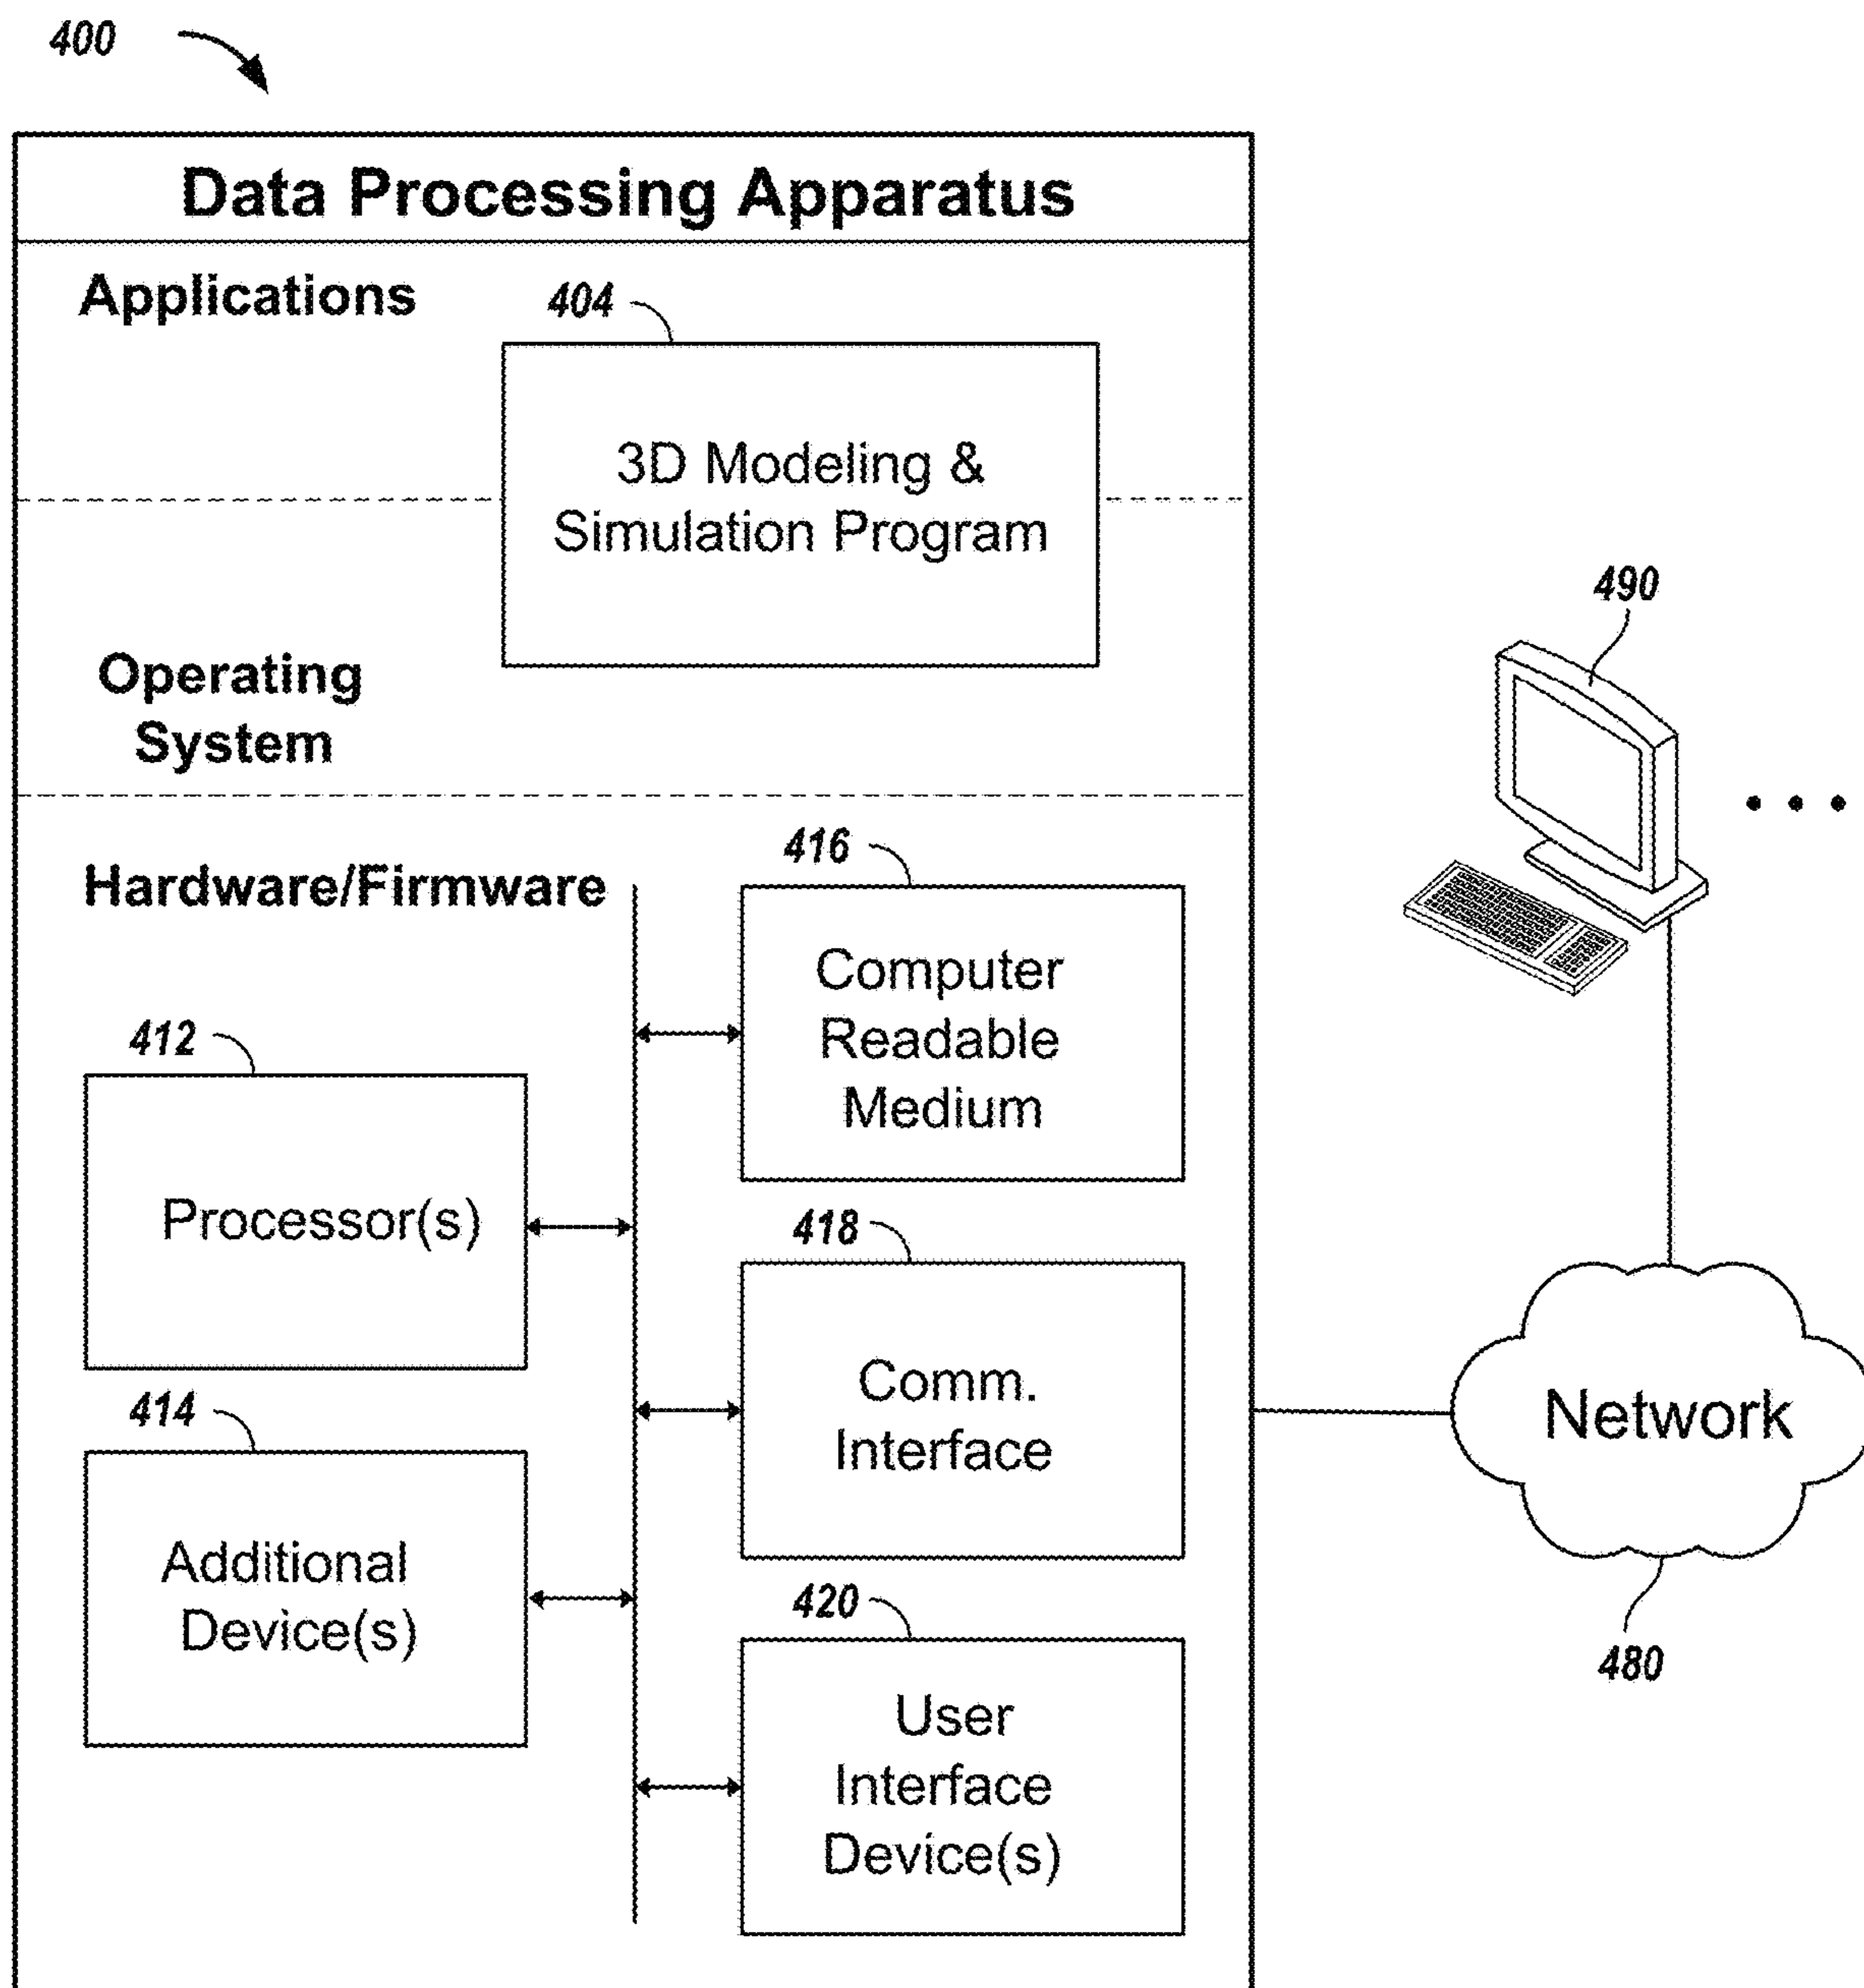 400
Data Processing Apparatus
Applications
404
3D Modeling &
Simulation Program
Operating
System
490
Hardware/Firmware
416
Computer
Readable
Medium
412
Processor(s)
418
Comm.
Interface
Network
480
414
Additional
Device(s)
420
User
Interface
Device(s)